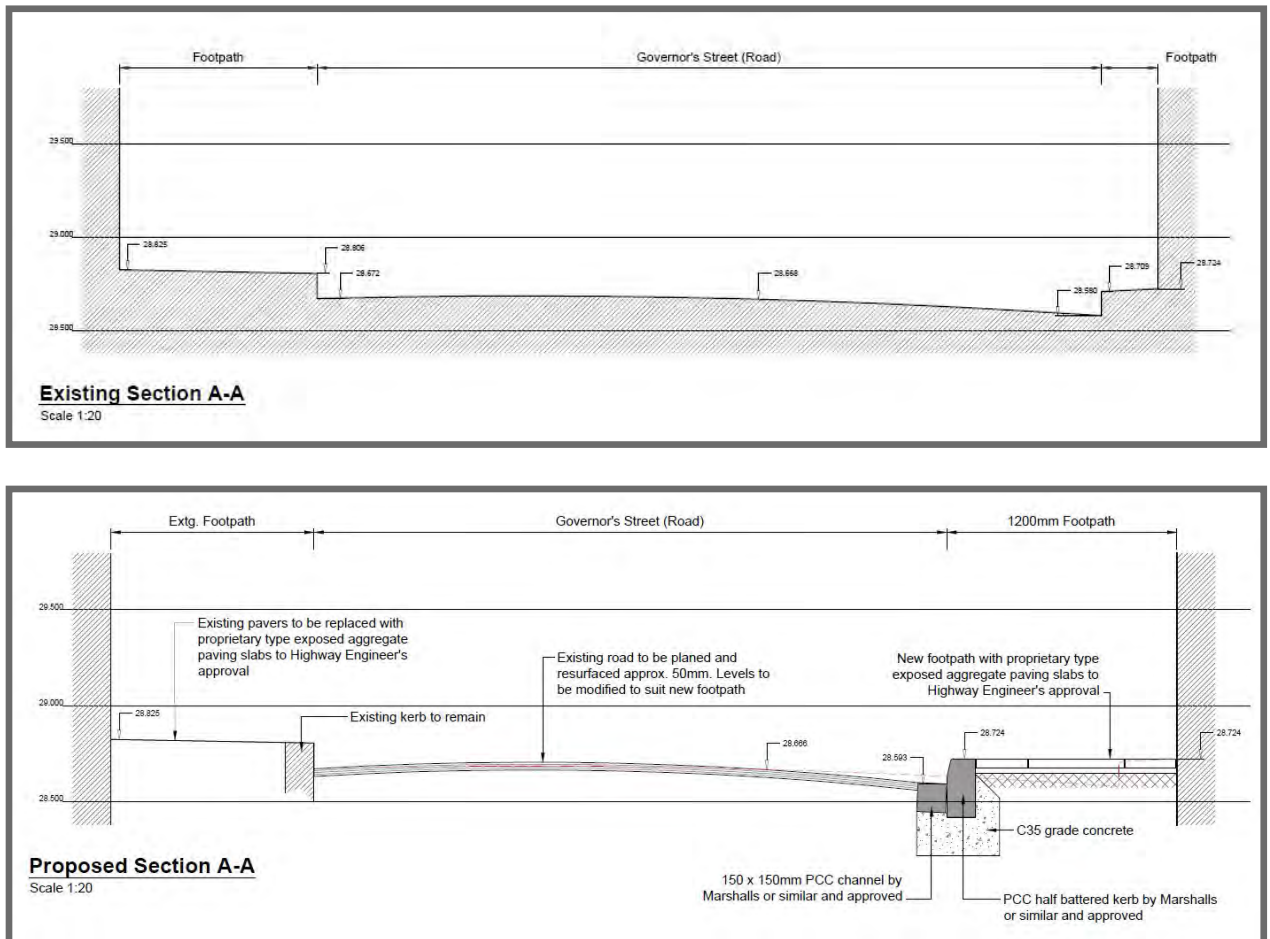 Footpath
Governor's Street (Road)
Footpath
29.500
29.000
28.825
28.806
28.672
28.668
28.580
28.709
28.724
29.500
Existing Section A-A
Scale 1:20
Extg. Footpath
Governor's Street (Road)
1200mm Footpath
29.500
Existing pavers to be replaced with
proprietary type exposed aggregate
paving slabs to Highway Engineer's
approval
Existing road to be planed and
resurfaced approx. 50mm. Levels to
be modified to suit new footpath
New footpath with proprietary type
exposed aggregate paving slabs to
Highway Engineer's approval
29.000
28.825
Existing kerb to remain
28.666
28.593
28.724
28.724
28.500
C35 grade concrete
Proposed Section A-A
Scale 1:20
150 x 150mm PCC channel by
Marshalls or similar and approved
PCC half battered kerb by Marshalls
or similar and approved